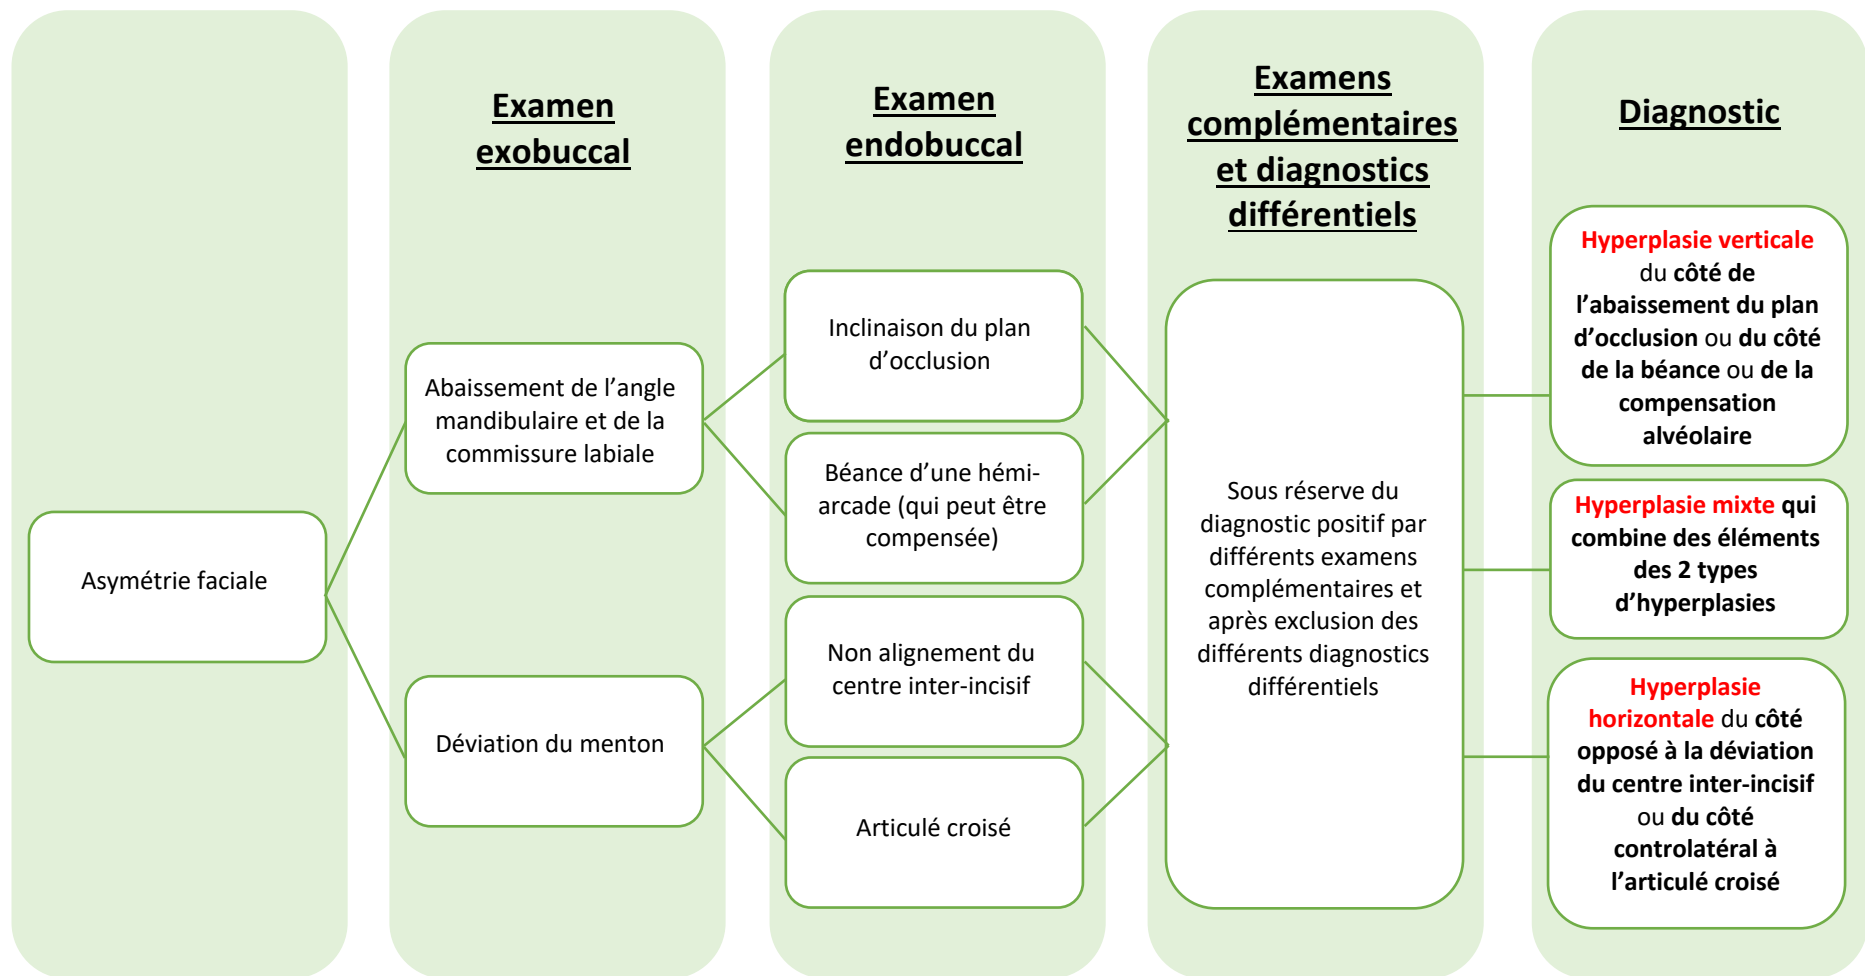 Examen
exobuccal
Examen
endobuccal
Examens
complémentaires
et diagnostics
différentiels
Diagnostic
Asymétrie faciale
Abaissement de l’angle
mandibulaire et de la
commissure labiale
Déviation du menton
Inclinaison du plan
d’occlusion
Béance d’une hémi-
arcade (qui peut être
compensée)
Non alignement du
centre inter-incisif
Articulé croisé
Sous réserve du
diagnostic positif par
différents examens
complémentaires et
après exclusion des
différents diagnostics
différentiels
Hyperplasie verticale
du côté de
l’abaissement du plan
d’occlusion ou du côté
de la béance ou de la
compensation
alvéolaire
Hyperplasie mixte qui
combine des éléments
des 2 types
d’hyperplasies
Hyperplasie
horizontale du côté
opposé à la déviation
du centre inter-incisif
ou du côté
controlatéral à
l’articulé croisé